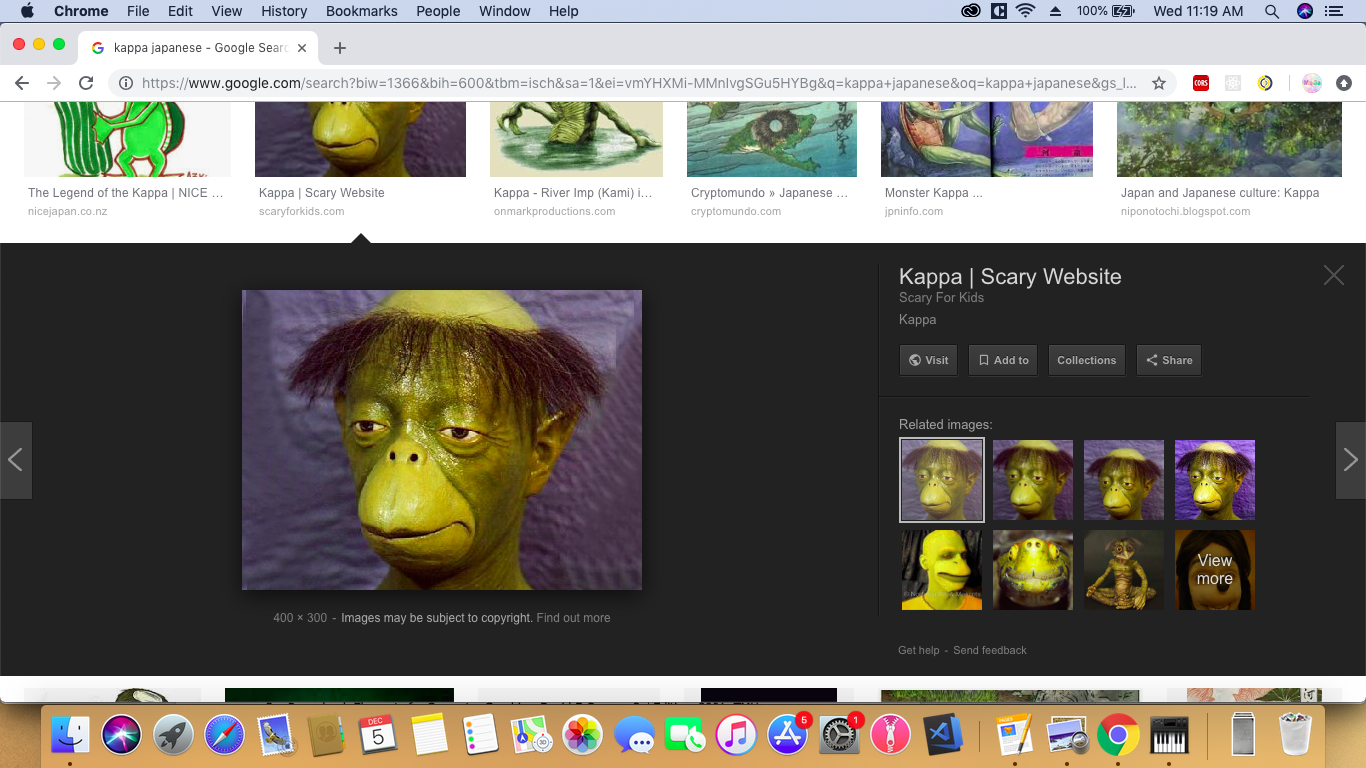 Chrome File Edit View History Bookmarks People Window Help 100% Wed 11:19 AM
kappa japanese - Google Searc
https://www.google.com/search?biw=1366&bih=600&tbm=isch&sa=1&ei=vmYHXMi-MMnIvgSGu5HYBg&q=kappa+japanese&oq=kappa+japanese&gs_l...
CORS
The Legend of the Kappa | NICE ...
nicejapan.co.nz
Kappa | Scary Website
scaryforkids.com
Kappa - River Imp (Kami) i...
onmarkproductions.com
Cryptomundo » Japanese ...
cryptomundo.com
Monster Kappa ...
jpninfo.com
Japan and Japanese culture: Kappa
niponotochi.blogspot.com
Kappa | Scary Website
Scary For Kids
Kappa
Visit Add to Collections Share
Related images:
View
more
400 × 300 - Images may be subject to copyright. Find out more
Get help - Send feedback
DEC
5
5
1